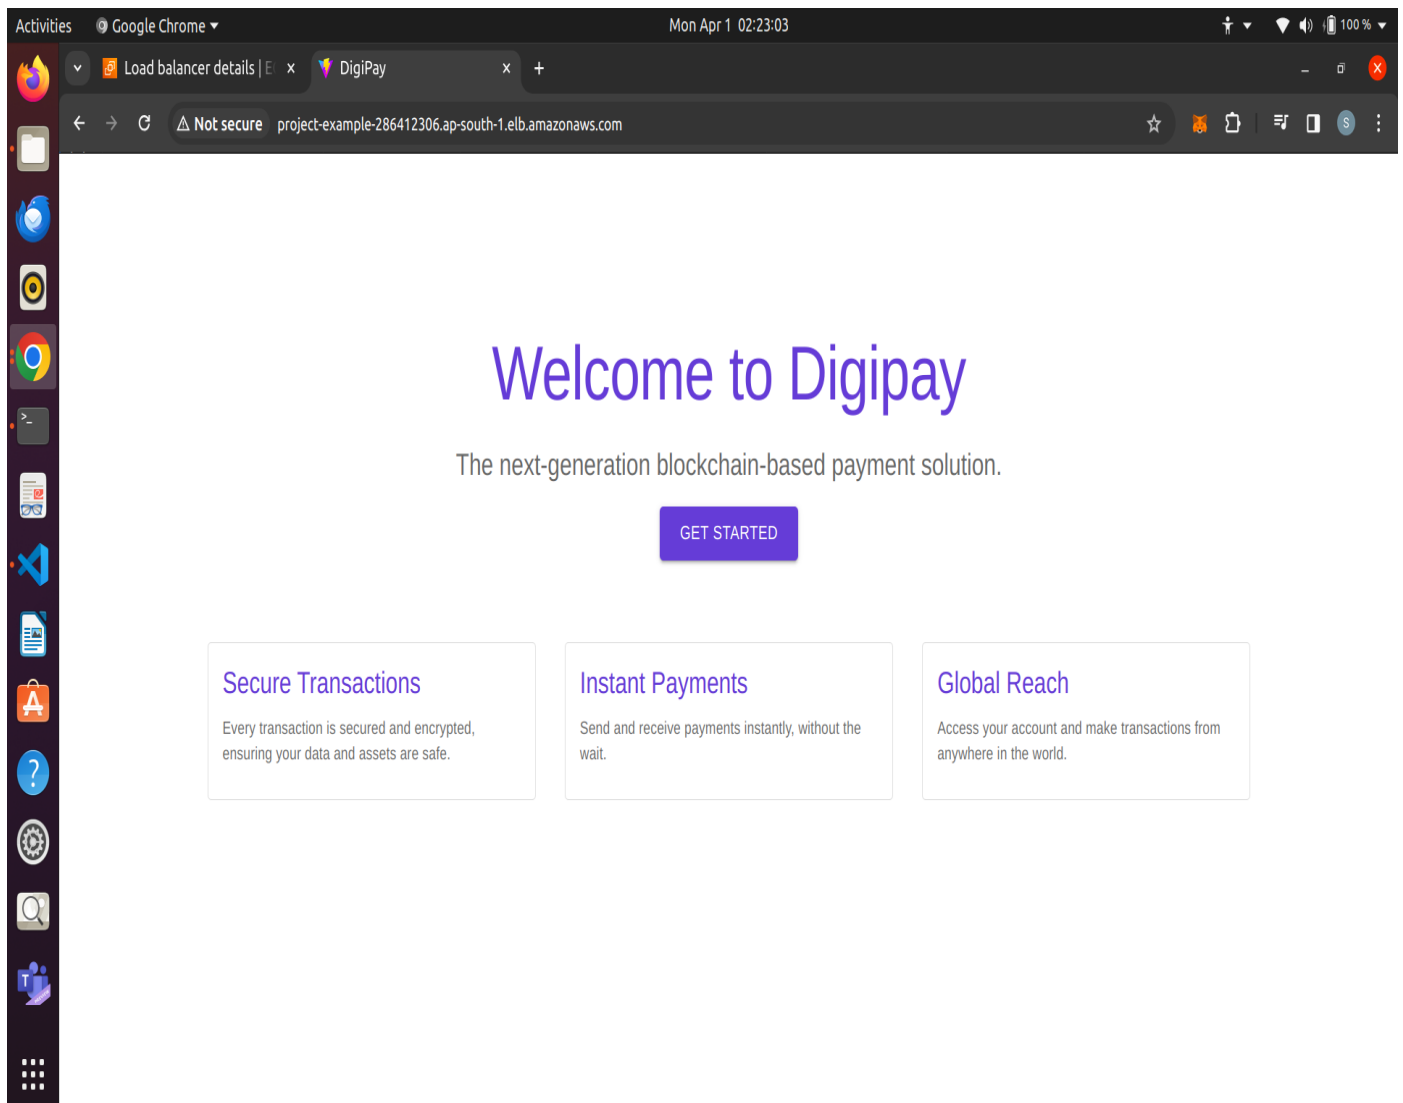 Activities Google Chrome Mon Apr 1 02:23:03 100 %
Load balancer details | DigiPay
Not secure project-example-286412306.ap-south-1.elb.amazonaws.com S
Welcome to Digipay
The next-generation blockchain-based payment solution.
GET STARTED
Secure Transactions
Every transaction is secured and encrypted,
ensuring your data and assets are safe.
Instant Payments
Send and receive payments instantly, without the
wait.
Global Reach
Access your account and make transactions from
anywhere in the world.